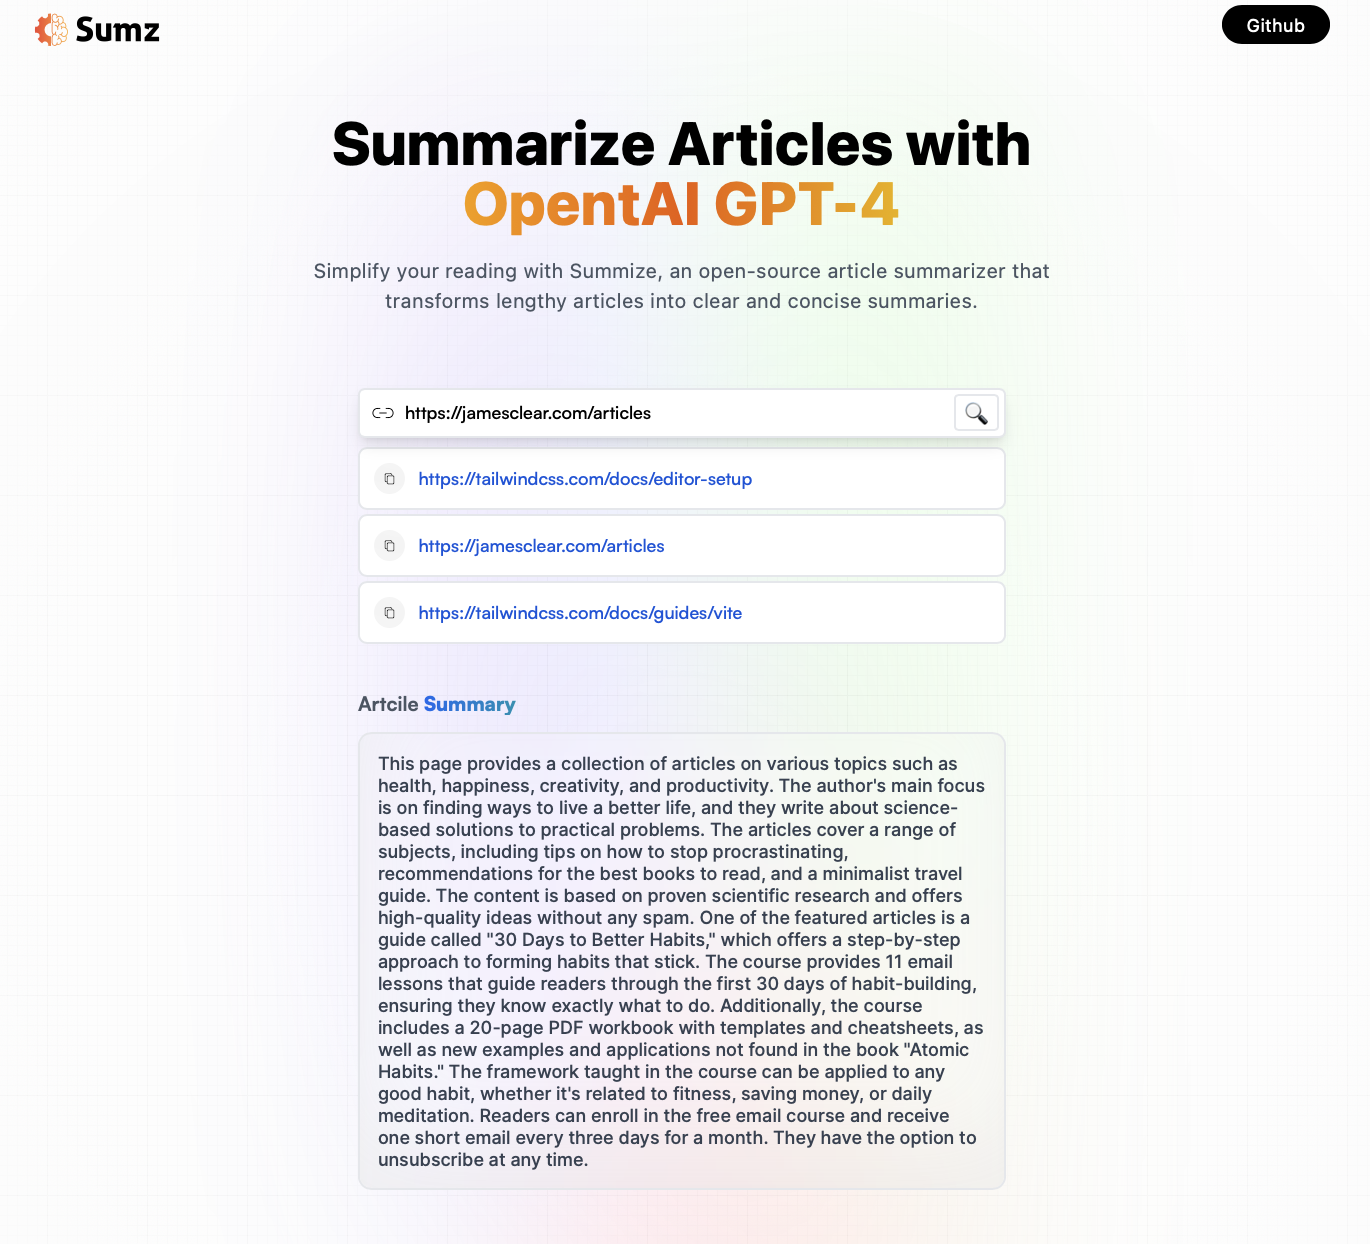 Sumz
Github
Summarize Articles with
OpentAI GPT-4
Simplify your reading with Summize, an open-source article summarizer that
transforms lengthy articles into clear and concise summaries.
https://jamesclear.com/articles
https://tailwindcss.com/docs/editor-setup
https://jamesclear.com/articles
https://tailwindcss.com/docs/guides/vite
Artcile Summary
This page provides a collection of articles on various topics such as
health, happiness, creativity, and productivity. The author's main focus
is on finding ways to live a better life, and they write about science-
based solutions to practical problems. The articles cover a range of
subjects, including tips on how to stop procrastinating,
recommendations for the best books to read, and a minimalist travel
guide. The content is based on proven scientific research and offers
high-quality ideas without any spam. One of the featured articles is a
guide called "30 Days to Better Habits," which offers a step-by-step
approach to forming habits that stick. The course provides 11 email
lessons that guide readers through the first 30 days of habit-building,
ensuring they know exactly what to do. Additionally, the course
includes a 20-page PDF workbook with templates and cheatsheets, as
well as new examples and applications not found in the book "Atomic
Habits." The framework taught in the course can be applied to any
good habit, whether it's related to fitness, saving money, or daily
meditation. Readers can enroll in the free email course and receive
one short email every three days for a month. They have the option to
unsubscribe at any time.